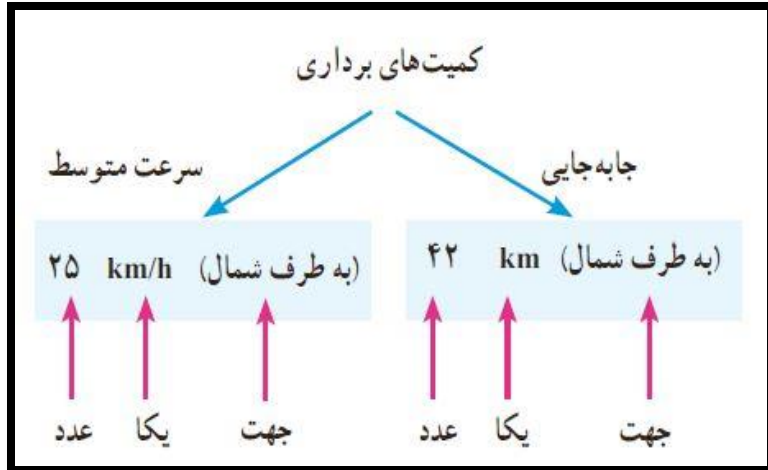 کمیت‌های برداری
جابه‌جایی
سرعت متوسط
۴۲ km (به طرف شمال)
۲۵ km/h (به طرف شمال)
جهت یکا عدد
جهت یکا عدد